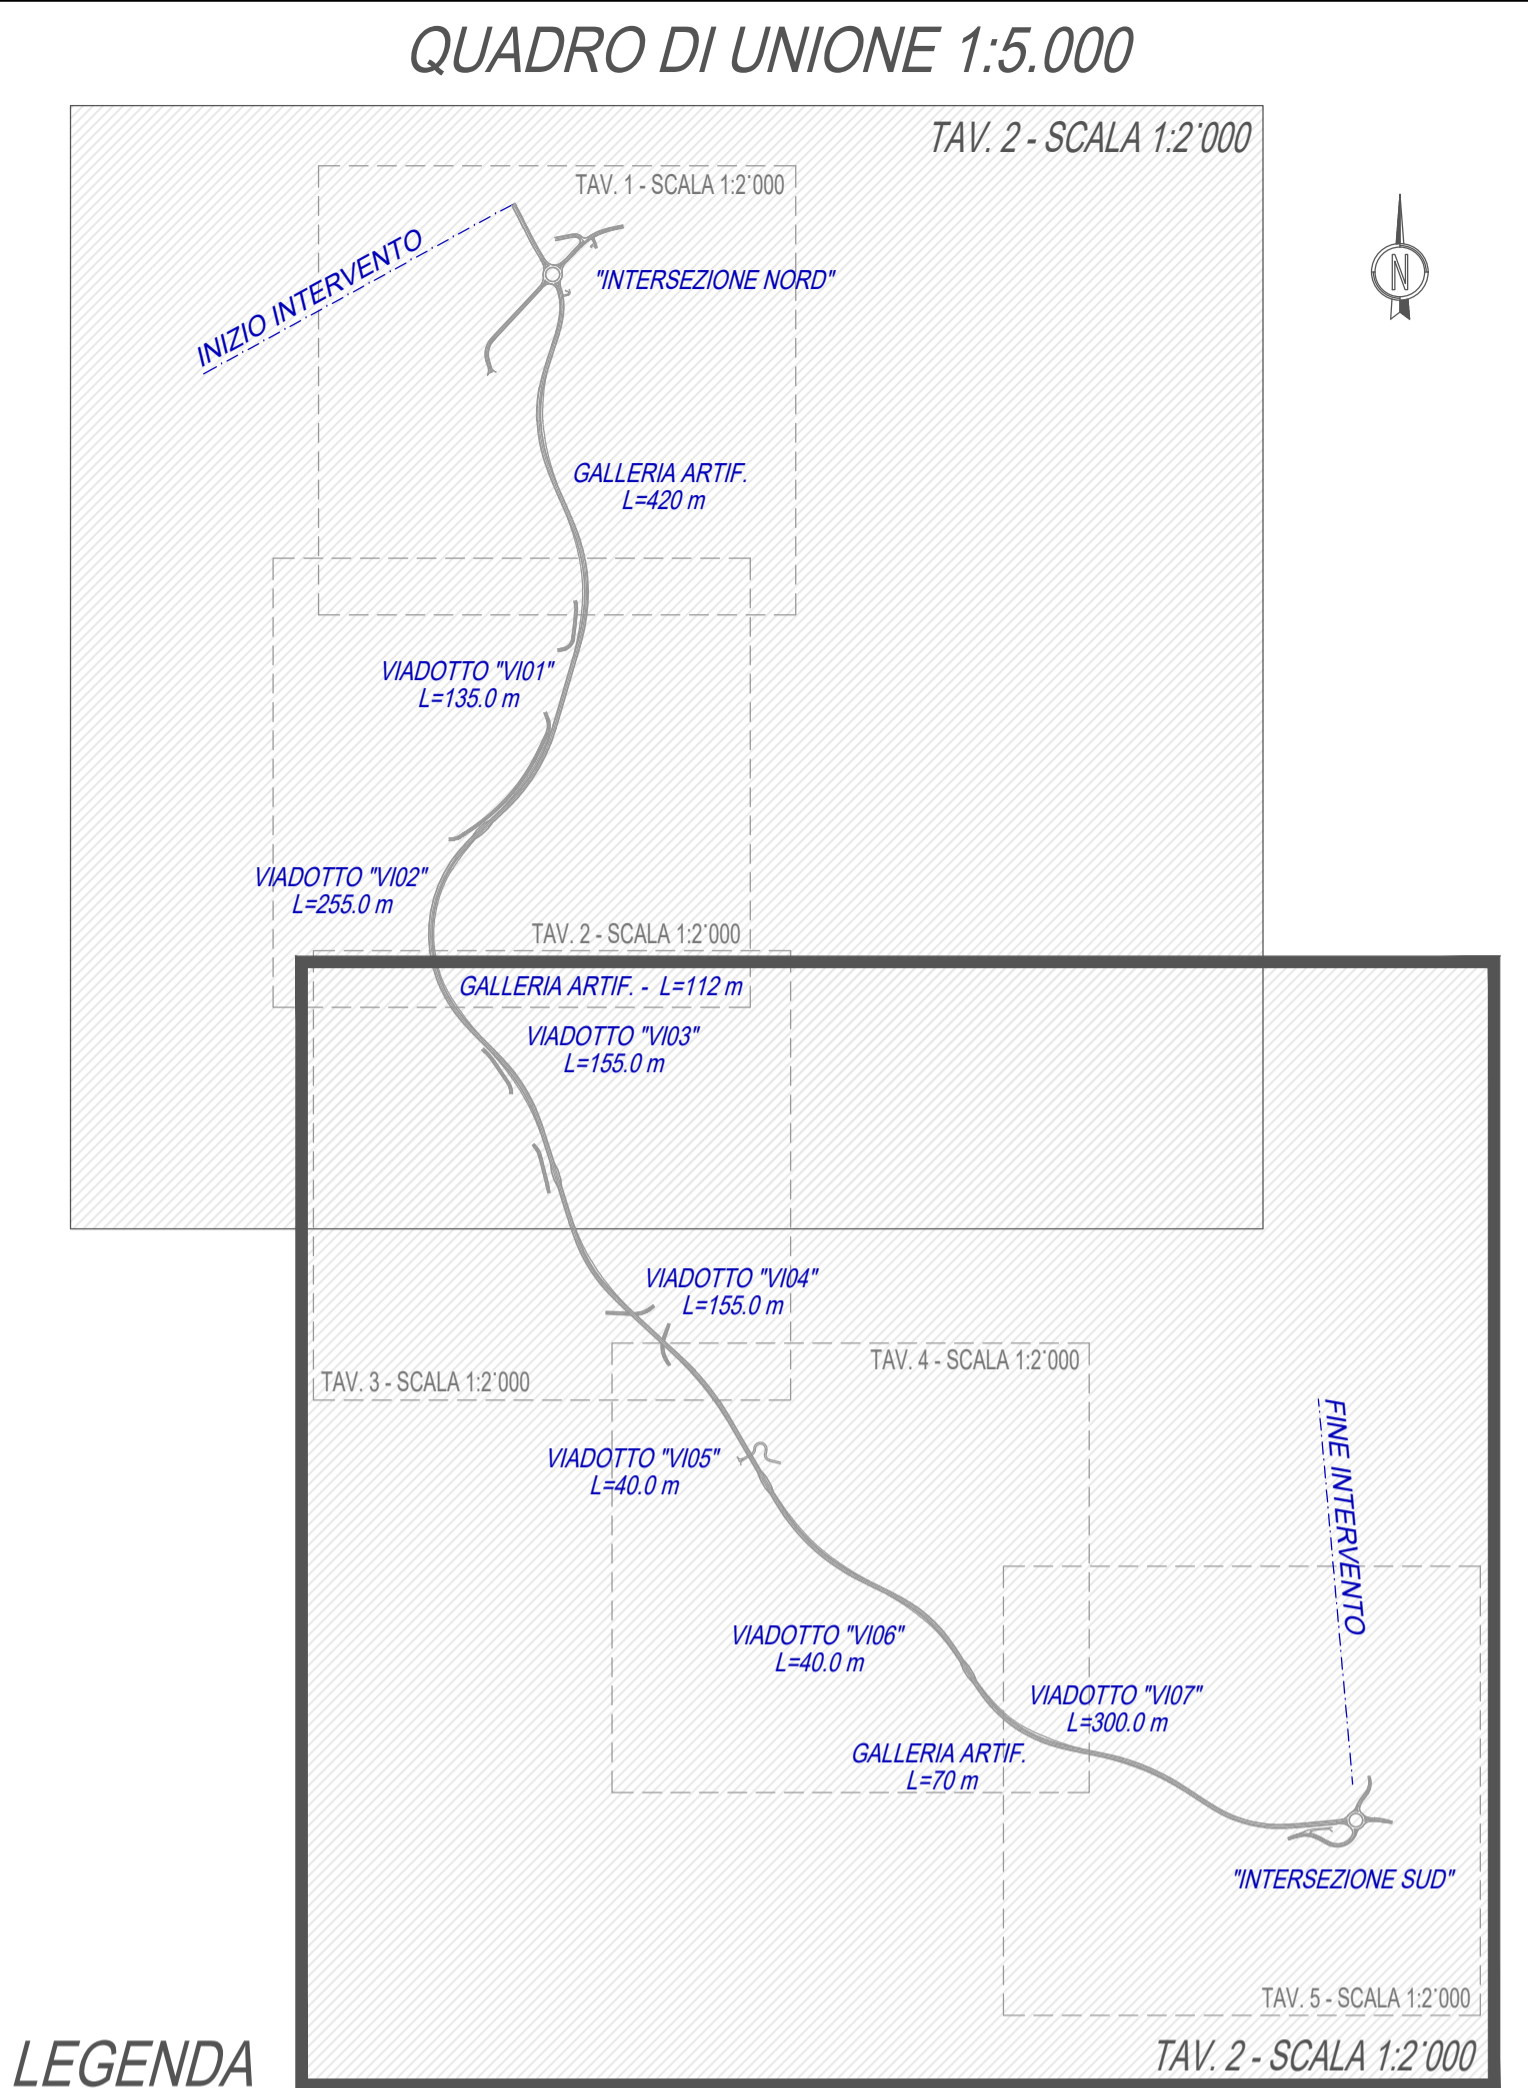 QUADRO DI UNIONE 1:5.000
TAV. 2 - SCALA 1:2˙000
TAV. 1 - SCALA 1:2˙000
INIZIO INTERVENTO
N
"INTERSEZIONE NORD"
GALLERIA ARTIF.
L=420 m
VIADOTTO "VI01"
L=135.0 m
VIADOTTO "VI02"
L=255.0 m
TAV. 2 - SCALA 1:2˙000
GALLERIA ARTIF. - L=112 m
VIADOTTO "VI03"
L=155.0 m
VIADOTTO "VI04"
L=155.0 m
TAV. 4 - SCALA 1:2˙000
TAV. 3 - SCALA 1:2˙000
VIADOTTO "VI05"
L=40.0 m
FINE INTERVENTO
VIADOTTO "VI06"
L=40.0 m
VIADOTTO "VI07"
L=300.0 m
GALLERIA ARTIF.
L=70 m
"INTERSEZIONE SUD"
TAV. 5 - SCALA 1:2˙000
TAV. 2 - SCALA 1:2˙000
LEGENDA